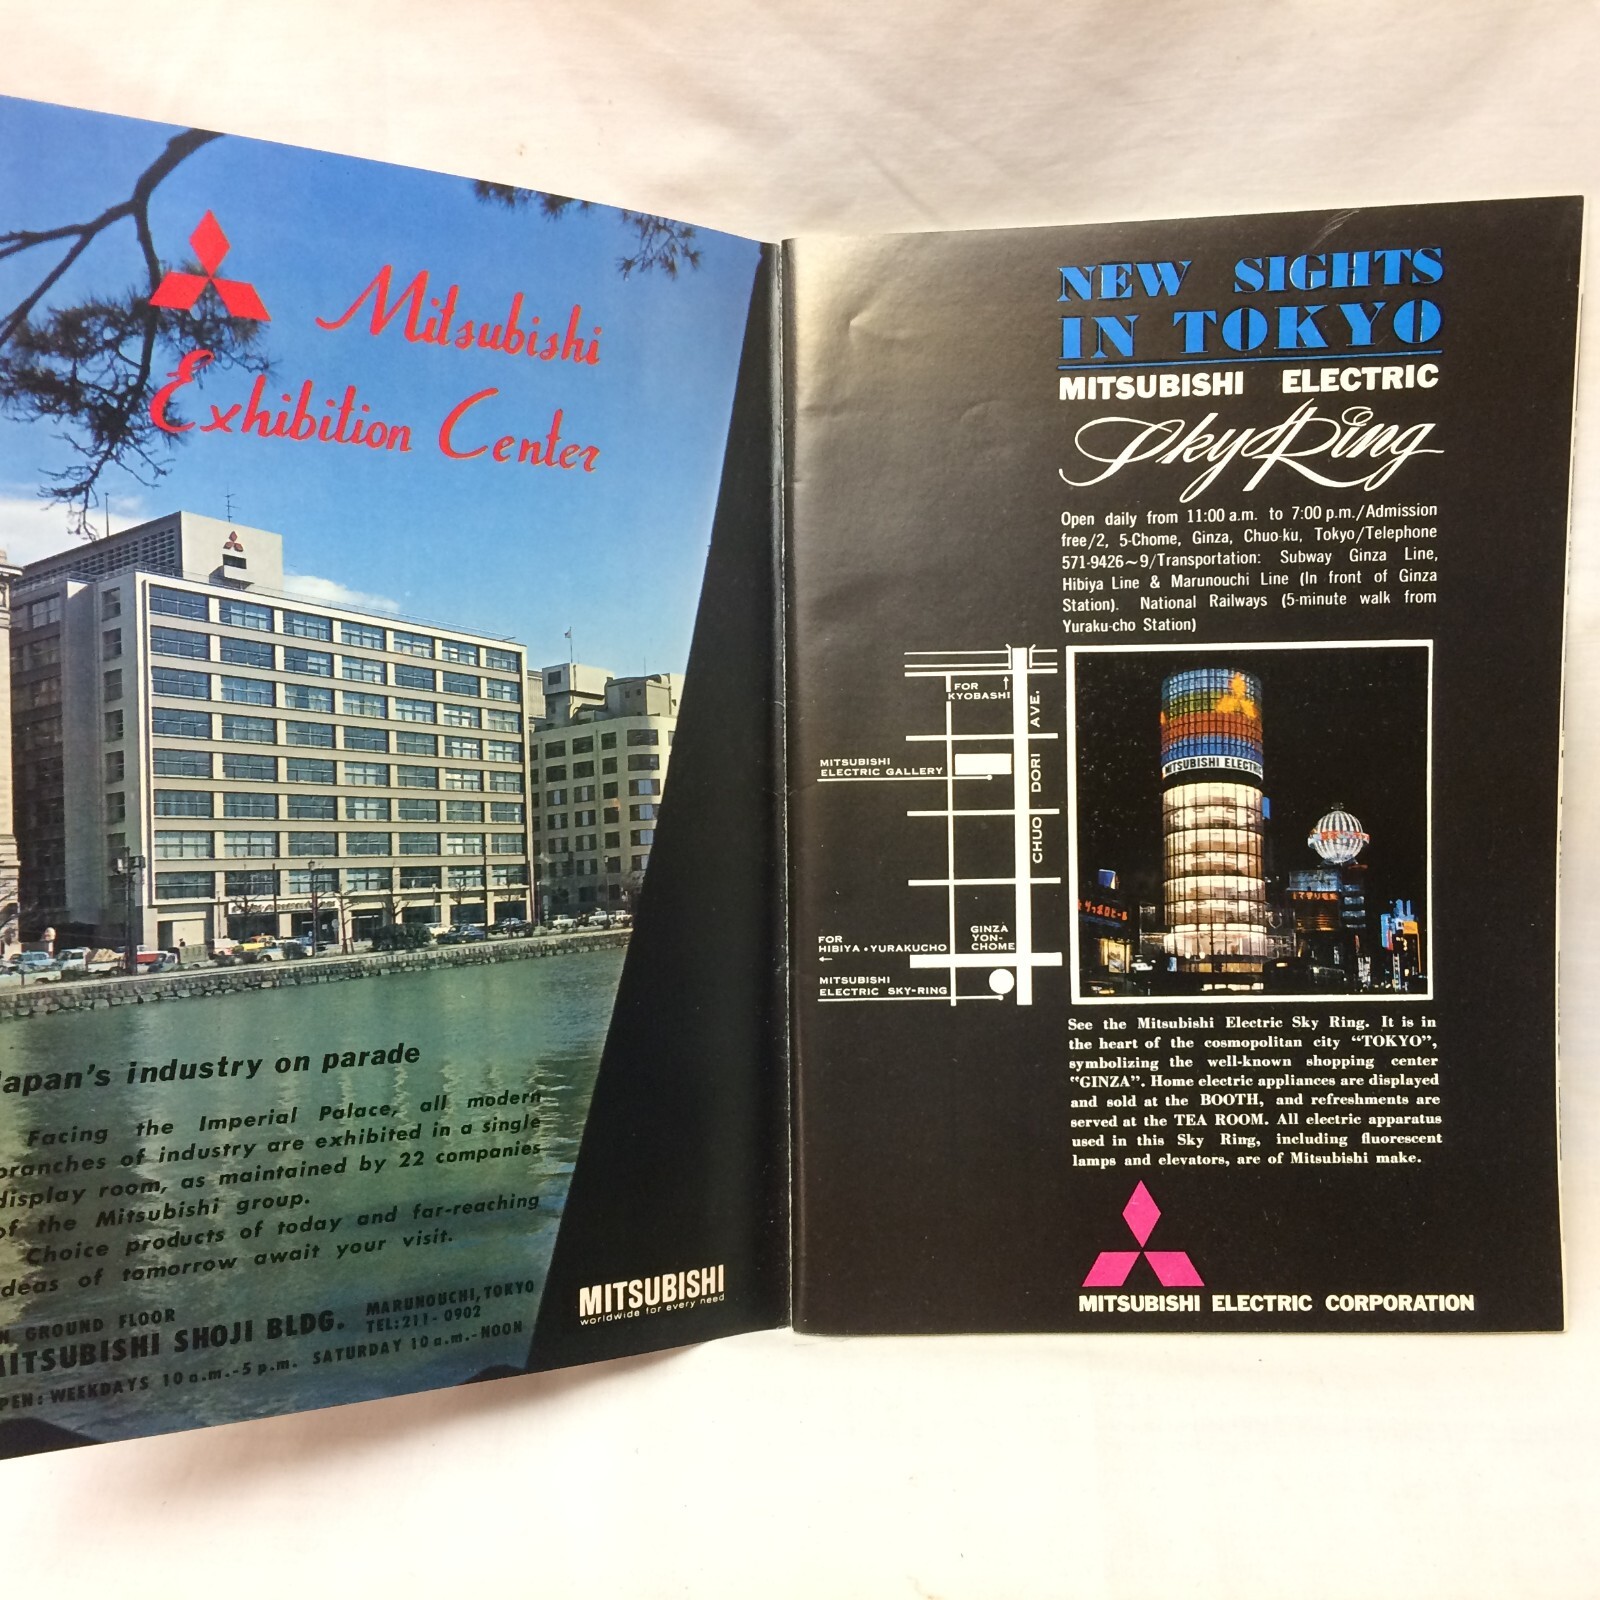 Mitsubishi
Exhibition Center
Japan's industry on parade
Facing the Imperial Palace, all modern
branches of industry are exhibited in a single
display room, as maintained by 22 companies
of the Mitsubishi group.
Choice products of today and far-reaching
ideas of tomorrow await your visit.
GROUND FLOOR
MITSUBISHI SHOJI BLDG.
MARUNOUCHI, TOKYO
TEL:211-0902
OPEN: WEEKDAYS 10 a.m.-5 p.m. SATURDAY 10 a.m.-NOON
MITSUBISHI
worldwide for every need
NEW SIGHTS
IN TOKYO
MITSUBISHI ELECTRIC
Sky Ring
Open daily from 11:00 a.m. to 7:00 p.m./Admission
free/2, 5-Chome, Ginza, Chuo-ku, Tokyo/Telephone
571-9426~9/Transportation: Subway Ginza Line,
Hibiya Line & Marunouchi Line (In front of Ginza
Station). National Railways (5-minute walk from
Yuraku-cho Station)
FOR
KYOBASHI
CHUO DORI AVE.
MITSUBISHI
ELECTRIC GALLERY
GINZA
YON-
CHOME
FOR
HIBIYA・YURAKUCHO
←
MITSUBISHI
ELECTRIC SKY-RING
MITSUBISHI ELECTRIC
See the Mitsubishi Electric Sky Ring. It is in
the heart of the cosmopolitan city “TOKYO”,
symbolizing the well-known shopping center
“GINZA”. Home electric appliances are displayed
and sold at the BOOTH, and refreshments are
served at the TEA ROOM. All electric apparatus
used in this Sky Ring, including fluorescent
lamps and elevators, are of Mitsubishi make.
MITSUBISHI ELECTRIC CORPORATION